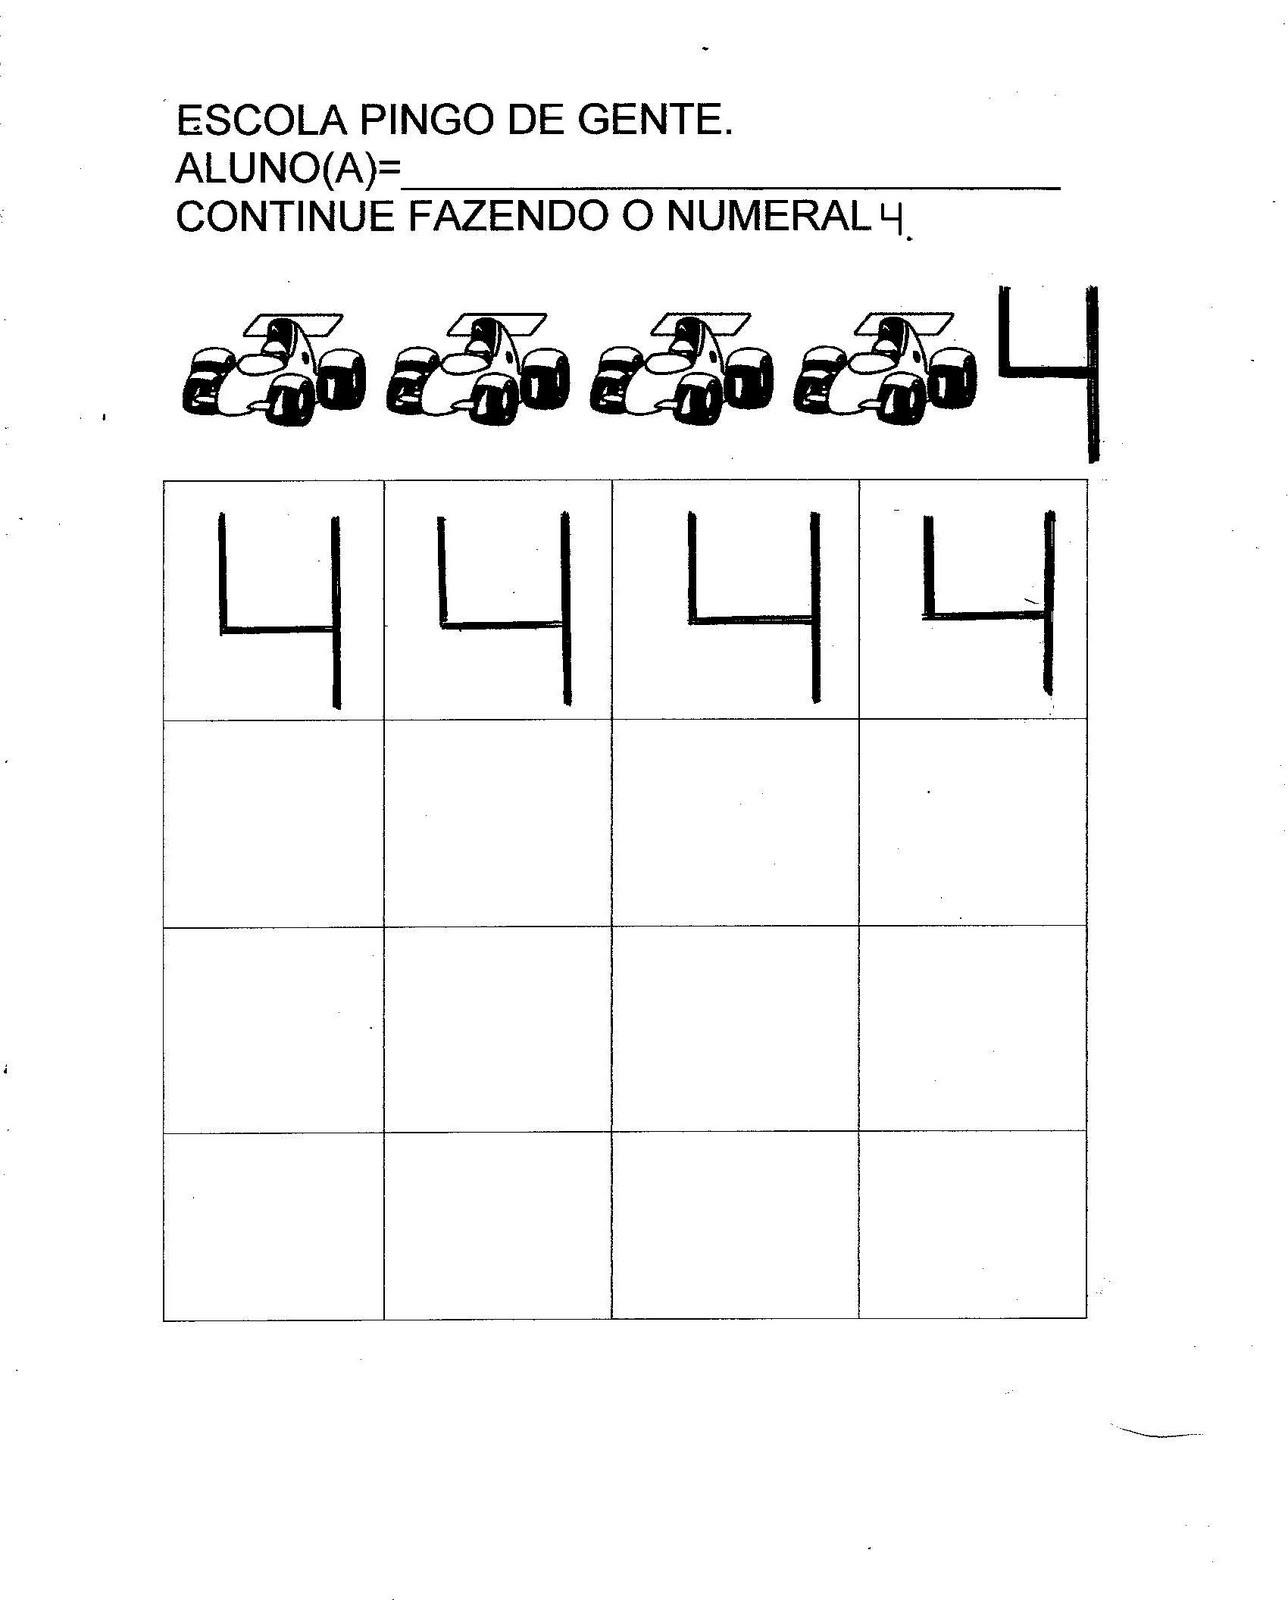 ESCOLA PINGO DE GENTE.
ALUNO(A)=
CONTINUE FAZENDO O NUMERAL 4.
4
4 4 4 4